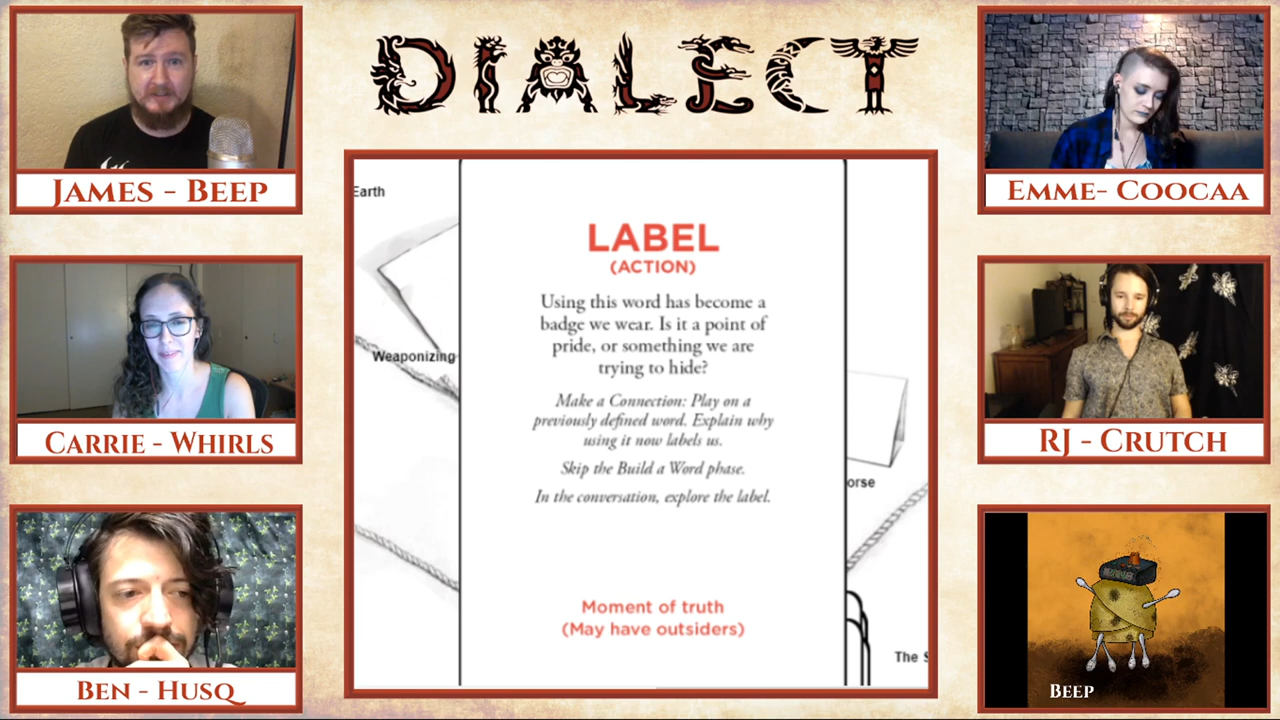 DIALECT
JAMES - BEEP
EMME- COOCAA
CARRIE - WHIRLS
RJ - CRUTCH
BEN - HUSQ
BEEP
Earth
Weaponizing
LABEL
(ACTION)
Using this word has become a
badge we wear. Is it a point of
pride, or something we are
trying to hide?
Make a Connection: Play on a
previously defined word. Explain why
using it now labels us.
Skip the Build a Word phase.
In the conversation, explore the label.
Moment of truth
(May have outsiders)
orse
The S